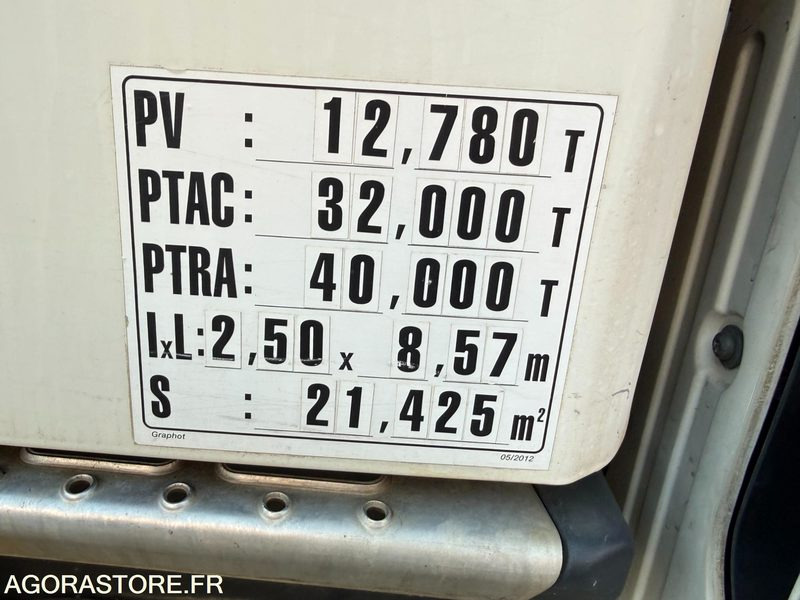 PV : 12,780 T
PTAC: 32,000 T
PTRA: 40,000 T
lxL: 2,50 x 8,57 m
S : 21,425 m²
Graphot 05/2012
AGORASTORE.FR